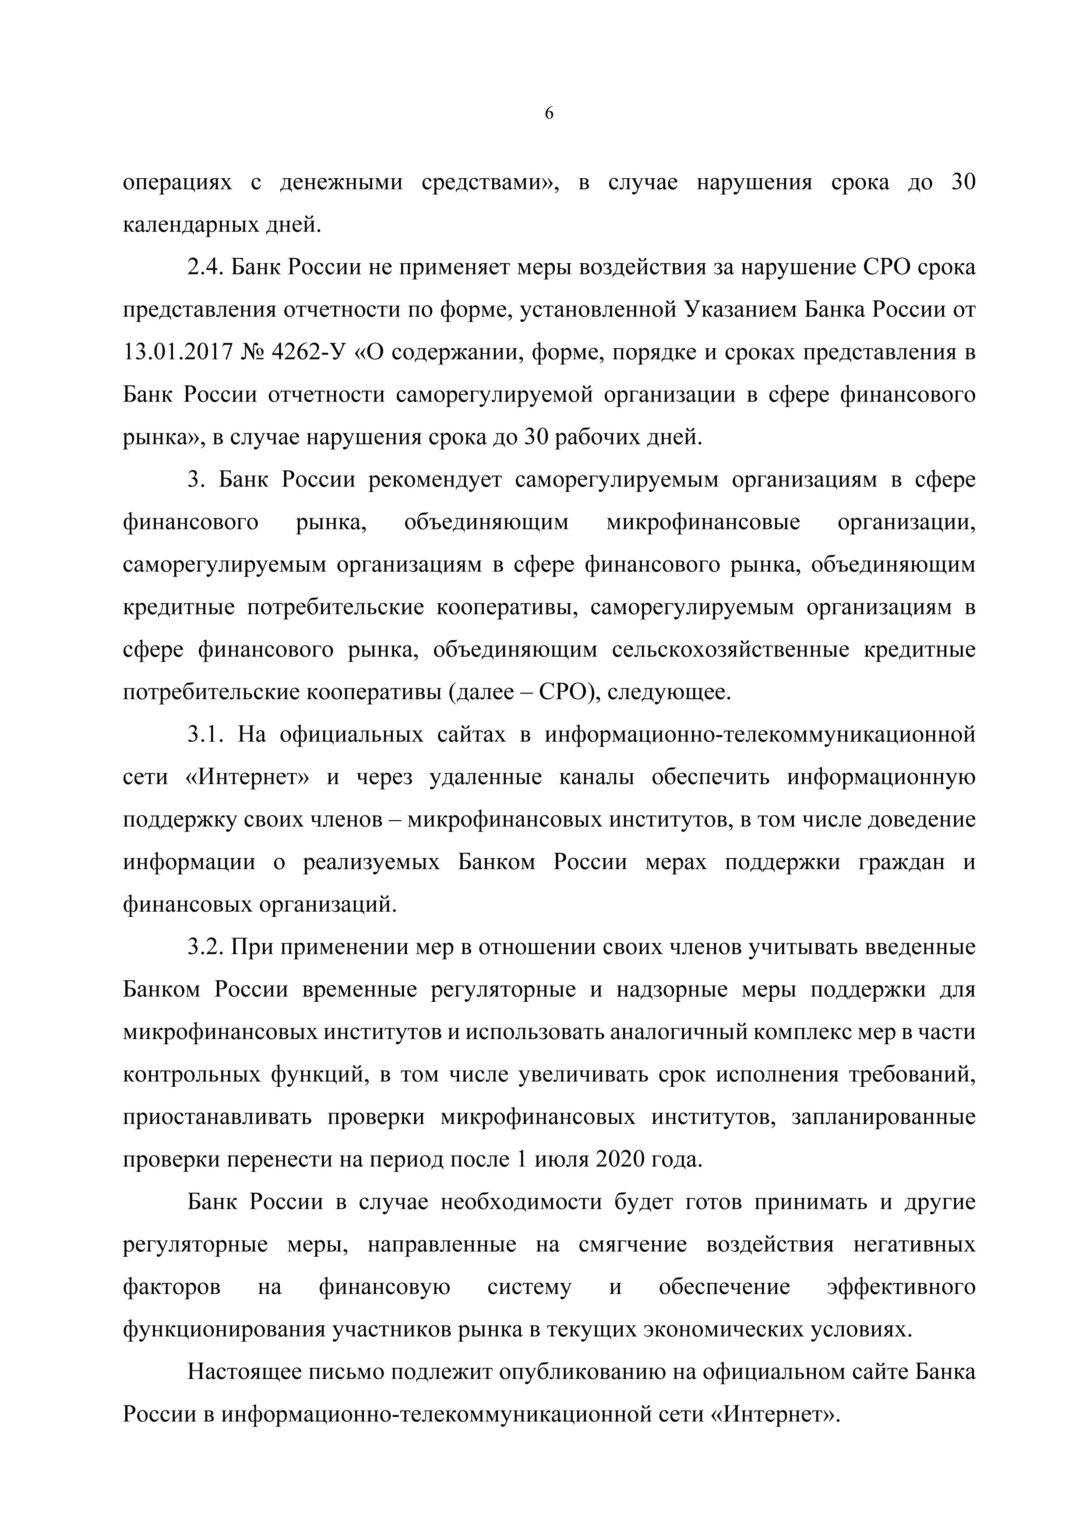 6
операциях с денежными средствами», в случае нарушения срока до 30
календарных дней.
2.4. Банк России не применяет меры воздействия за нарушение СРО срока
представления отчетности по форме, установленной Указанием Банка России от
13.01.2017 № 4262-У «О содержании, форме, порядке и сроках представления в
Банк России отчетности саморегулируемой организации в сфере финансового
рынка», в случае нарушения срока до 30 рабочих дней.
3. Банк России рекомендует саморегулируемым организациям в сфере
финансового рынка, объединяющим микрофинансовые организации,
саморегулируемым организациям в сфере финансового рынка, объединяющим
кредитные потребительские кооперативы, саморегулируемым организациям в
сфере финансового рынка, объединяющим сельскохозяйственные кредитные
потребительские кооперативы (далее – СРО), следующее.
3.1. На официальных сайтах в информационно-телекоммуникационной
сети «Интернет» и через удаленные каналы обеспечить информационную
поддержку своих членов – микрофинансовых институтов, в том числе доведение
информации о реализуемых Банком России мерах поддержки граждан и
финансовых организаций.
3.2. При применении мер в отношении своих членов учитывать введенные
Банком России временные регуляторные и надзорные меры поддержки для
микрофинансовых институтов и использовать аналогичный комплекс мер в части
контрольных функций, в том числе увеличивать срок исполнения требований,
приостанавливать проверки микрофинансовых институтов, запланированные
проверки перенести на период после 1 июля 2020 года.
Банк России в случае необходимости будет готов принимать и другие
регуляторные меры, направленные на смягчение воздействия негативных
факторов на финансовую систему и обеспечение эффективного
функционирования участников рынка в текущих экономических условиях.
Настоящее письмо подлежит опубликованию на официальном сайте Банка
России в информационно-телекоммуникационной сети «Интернет».